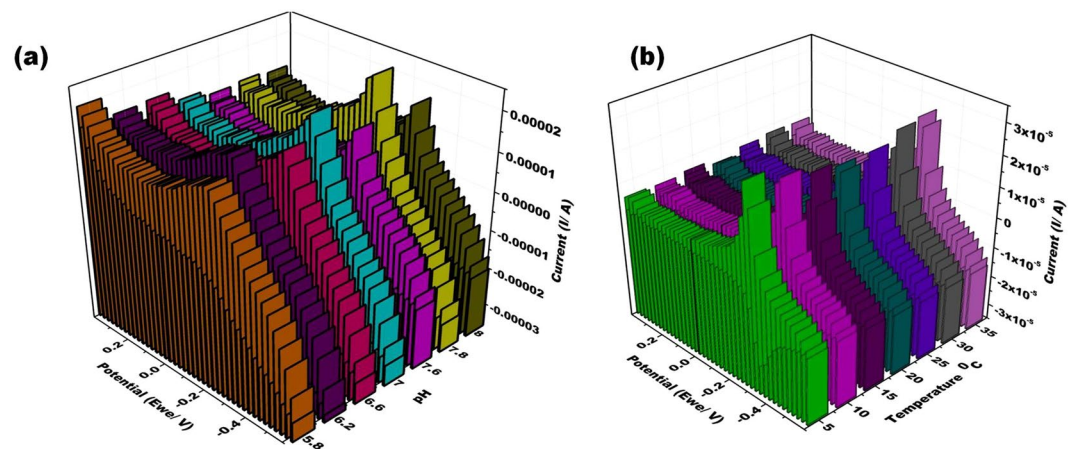 (a)
0.00002
0.00001
0.00000
-0.00001
-0.00002
-0.00003
Current (I/ A)
0.2
0.0
-0.2
-0.4
Potential (Ewe/ V)
5.8
6.2
6.6
7
7.6
7.8
8
pH
(b)
3x10⁻⁵
2x10⁻⁵
1x10⁻⁵
0
-1x10⁻⁵
-2x10⁻⁵
-3x10⁻⁵
Current (I/ A)
0.2
0.0
-0.2
-0.4
Potential (Ewe/ V)
5
10
15
20
25
30
35
Temperature ⁰C